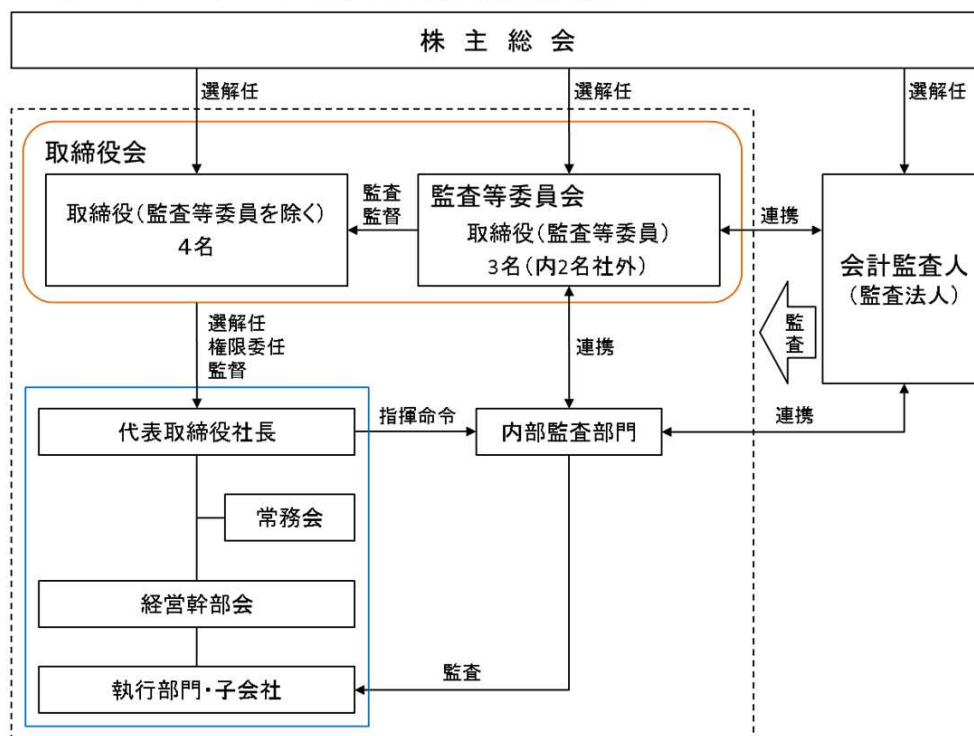 株主総会
選解任
選解任
選解任
取締役会
取締役(監査等委員を除く)
4名
監査
監督
監査等委員会
取締役(監査等委員)
3名(内2名社外)
連携
会計監査人
(監査法人)
監査
選解任
権限委任
監督
連携
代表取締役社長
指揮命令
内部監査部門
連携
常務会
経営幹部会
執行部門・子会社
監査